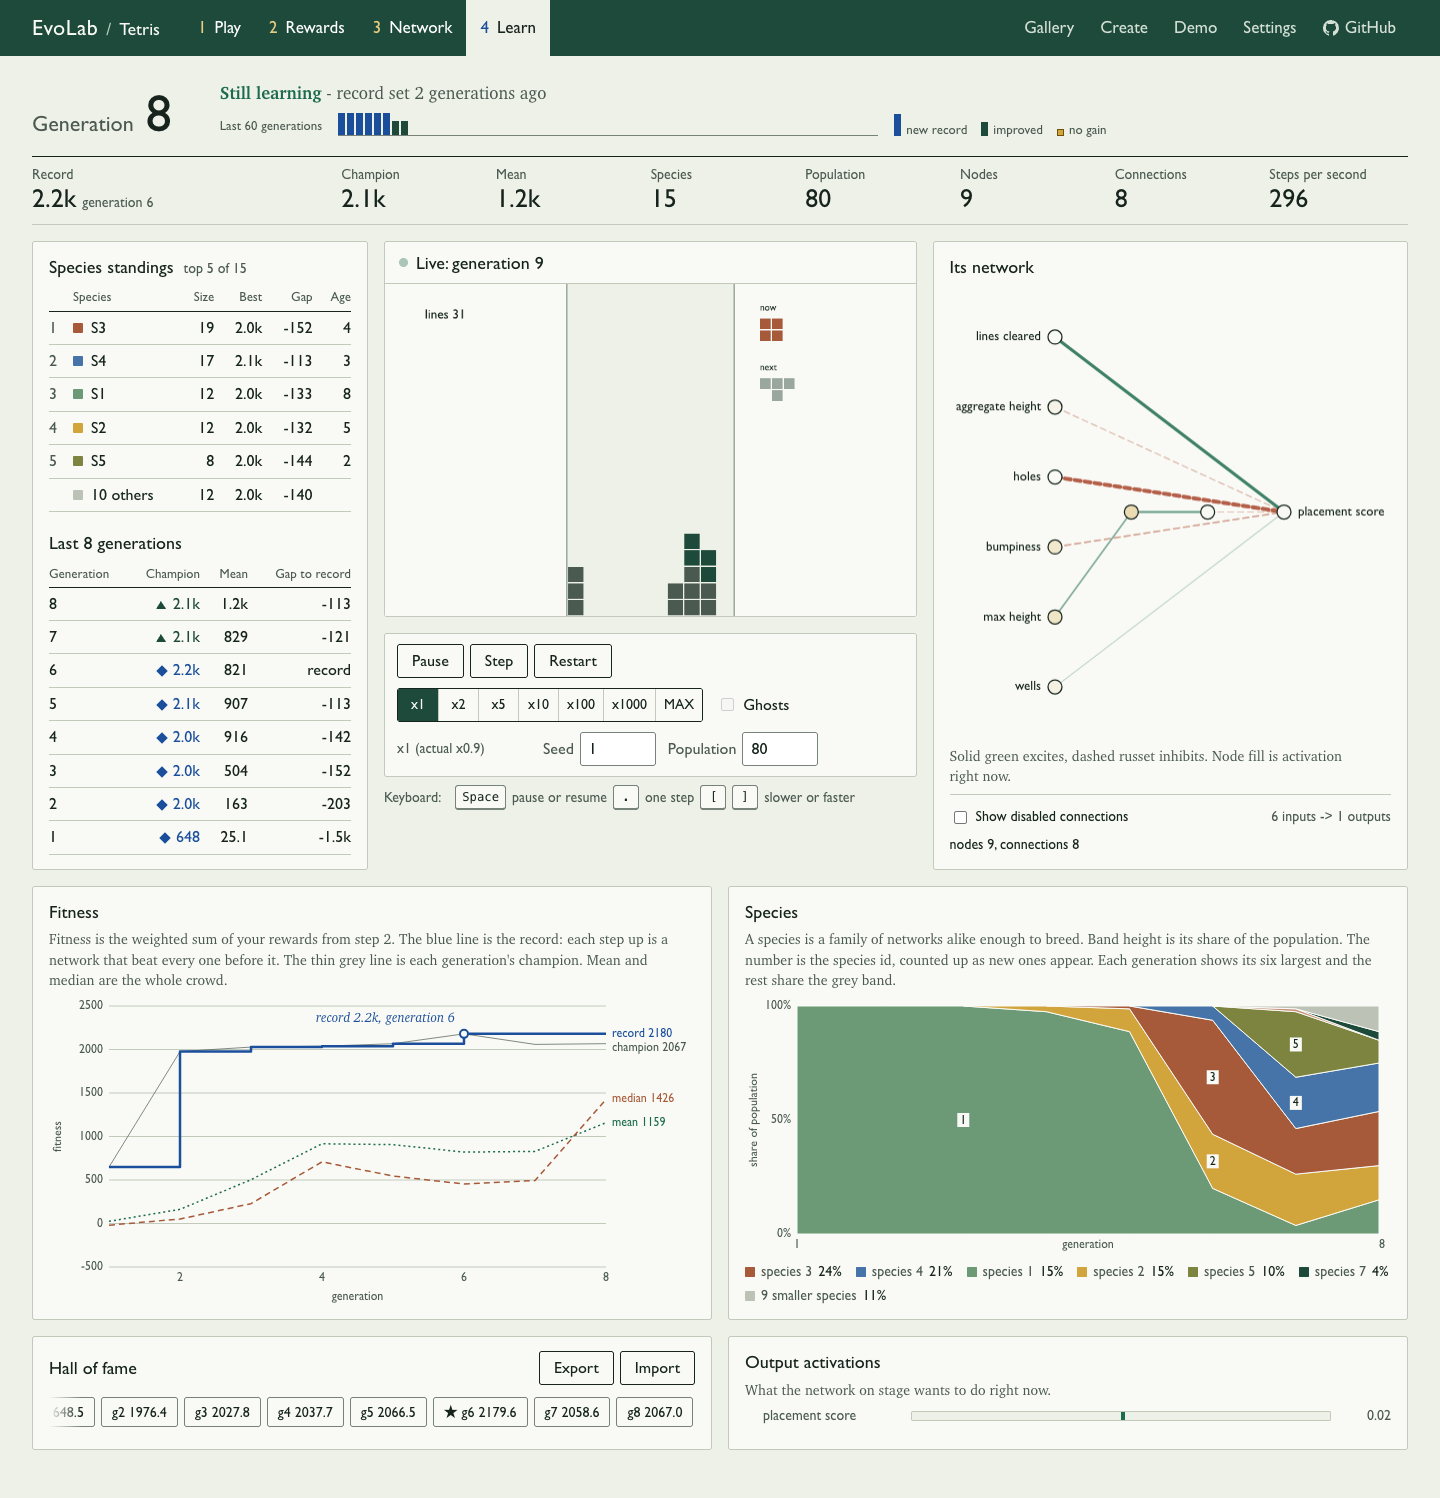 EvoLab / Tetris 1 Play 2 Rewards 3 Network 4 Learn Gallery Create Demo Settings GitHub
Generation 8
Still learning - record set 2 generations ago
Last 60 generations new record improved no gain
Record Champion Mean Species Population Nodes Connections Steps per second
2.2k generation 6 2.1k 1.2k 15 80 9 8 296
Species standings top 5 of 15
Species Size Best Gap Age
1 S3 19 2.0k -152 4
2 S4 17 2.1k -113 3
3 S1 12 2.0k -133 8
4 S2 12 2.0k -132 5
5 S5 8 2.0k -144 2
10 others 12 2.0k -140
Last 8 generations
Generation Champion Mean Gap to record
8 ▲ 2.1k 1.2k -113
7 ▲ 2.1k 829 -121
6 ◆ 2.2k 821 record
5 ◆ 2.1k 907 -113
4 ◆ 2.0k 916 -142
3 ◆ 2.0k 504 -152
2 ◆ 2.0k 163 -203
1 ◆ 648 25.1 -1.5k
Live: generation 9
lines 31
now
next
Pause Step Restart
x1 x2 x5 x10 x100 x1000 MAX Ghosts
x1 (actual x0.9) Seed 1 Population 80
Keyboard: Space pause or resume . one step [ ] slower or faster
Its network
lines cleared
aggregate height
holes
placement score
bumpiness
max height
wells
Solid green excites, dashed russet inhibits. Node fill is activation
right now.
Show disabled connections 6 inputs -> 1 outputs
nodes 9, connections 8
Fitness
Fitness is the weighted sum of your rewards from step 2. The blue line is the record: each step up is a
network that beat every one before it. The thin grey line is each generation's champion. Mean and
median are the whole crowd.
2500
record 2.2k, generation 6
record 2180
2000
champion 2067
1500
median 1426
mean 1159
1000
fitness
500
0
-500
2 4 6 8
generation
Species
A species is a family of networks alike enough to breed. Band height is its share of the population. The
number is the species id, counted up as new ones appear. Each generation shows its six largest and the
rest share the grey band.
100%
5
3
4
50%
1
share of population
2
0%
1 generation 8
species 3 24% species 4 21% species 1 15% species 2 15% species 5 10% species 7 4%
9 smaller species 11%
Hall of fame Export Import
648.5 g2 1976.4 g3 2027.8 g4 2037.7 g5 2066.5 ★ g6 2179.6 g7 2058.6 g8 2067.0
Output activations
What the network on stage wants to do right now.
placement score 0.02